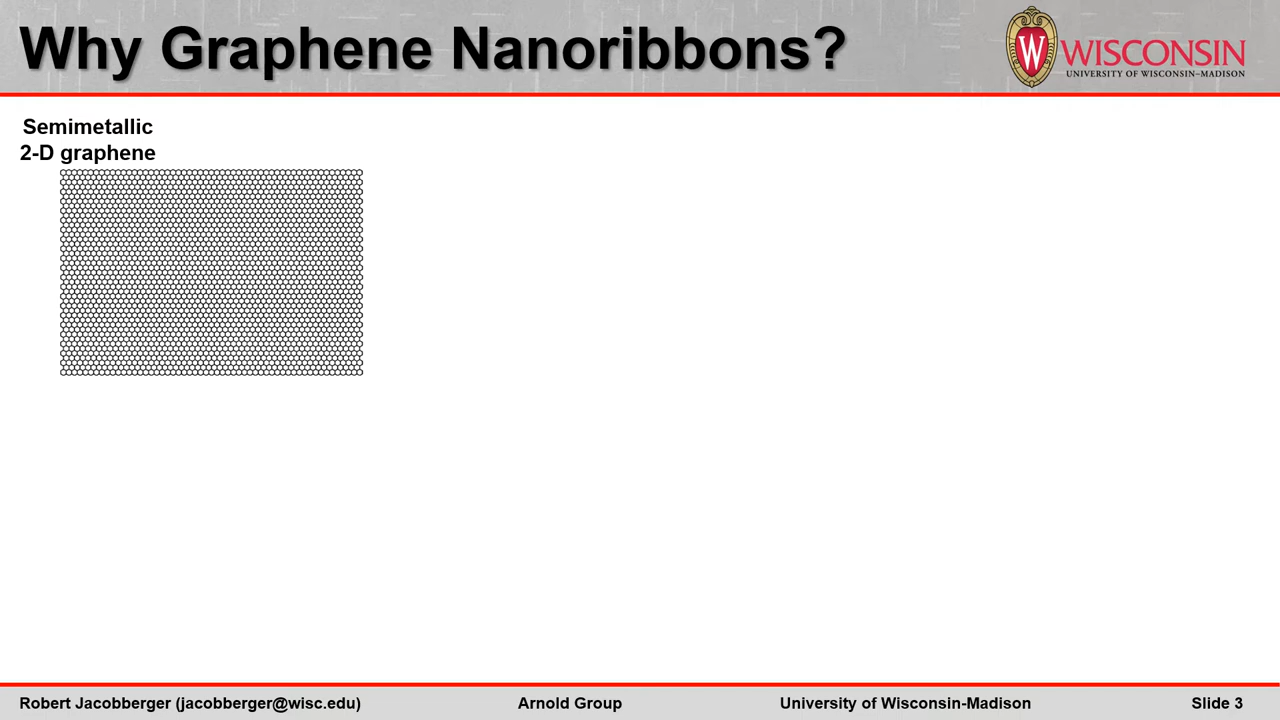 Why Graphene Nanoribbons?
W WISCONSIN
UNIVERSITY OF WISCONSIN–MADISON
Semimetallic
2-D graphene
Robert Jacobberger (jacobberger@wisc.edu) Arnold Group University of Wisconsin-Madison Slide 3